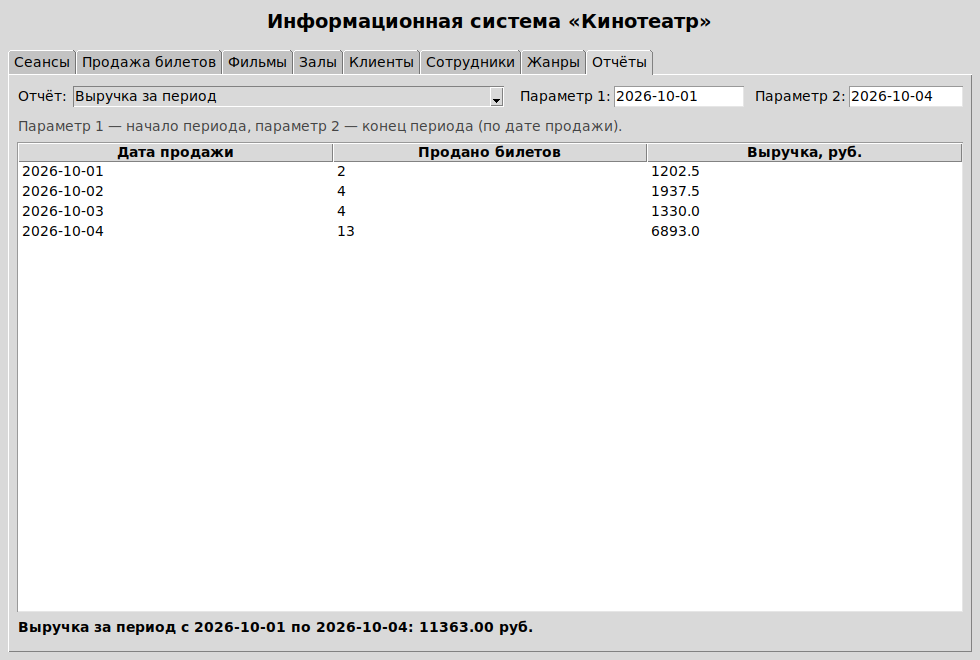 Информационная система «Кинотеатр»
Сеансы Продажа билетов Фильмы Залы Клиенты Сотрудники Жанры Отчёты
Отчёт: Выручка за период Параметр 1: 2026-10-01 Параметр 2: 2026-10-04
Параметр 1 — начало периода, параметр 2 — конец периода (по дате продажи).
Дата продажи Продано билетов Выручка, руб.
2026-10-01 2 1202.5
2026-10-02 4 1937.5
2026-10-03 4 1330.0
2026-10-04 13 6893.0
Выручка за период с 2026-10-01 по 2026-10-04: 11363.00 руб.